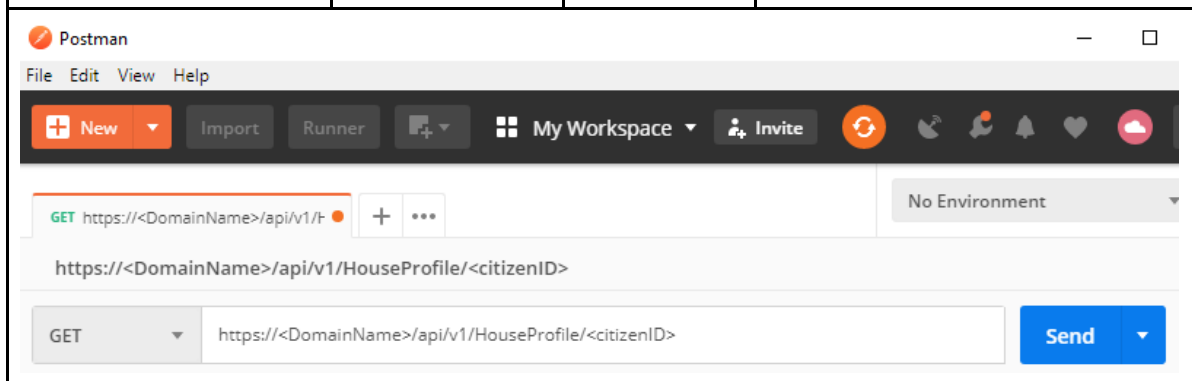 Postman
File Edit View Help
New Import Runner My Workspace Invite
GET https://<DomainName>/api/v1/H No Environment
https://<DomainName>/api/v1/HouseProfile/<citizenID>
GET https://<DomainName>/api/v1/HouseProfile/<citizenID> Send